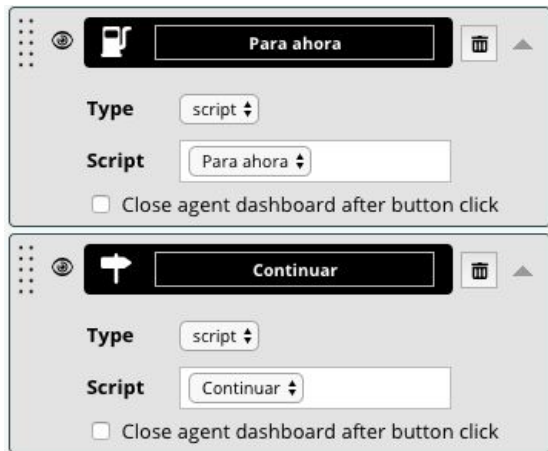 Para ahora
Type script
Script Para ahora
Close agent dashboard after button click
Continuar
Type script
Script Continuar
Close agent dashboard after button click